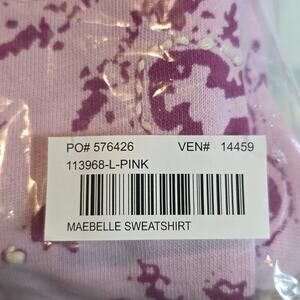 PO# 576426 VEN# 14459
113968-L-PINK
MAEBELLE SWEATSHIRT